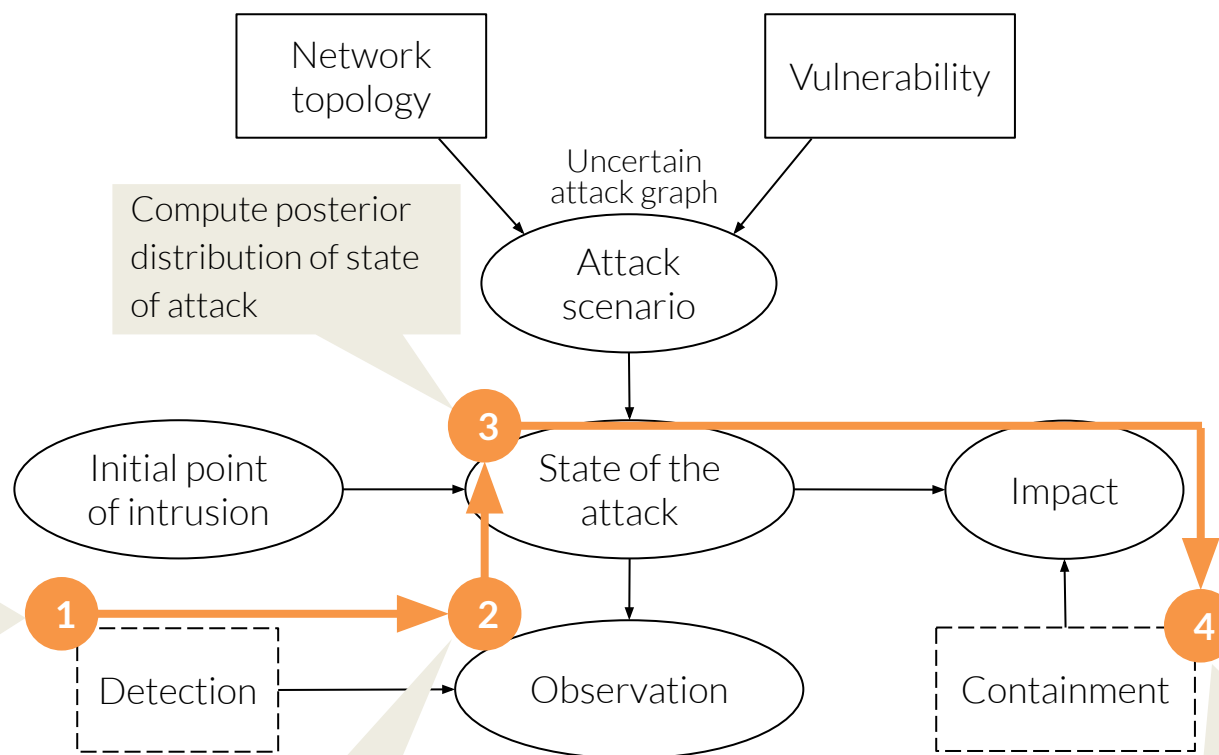 Network
topology
Vulnerability
Uncertain
attack graph
Compute posterior
distribution of state
of attack
Attack
scenario
3
Initial point
of intrusion
State of the
attack
Impact
1
2
4
Detection
Observation
Containment